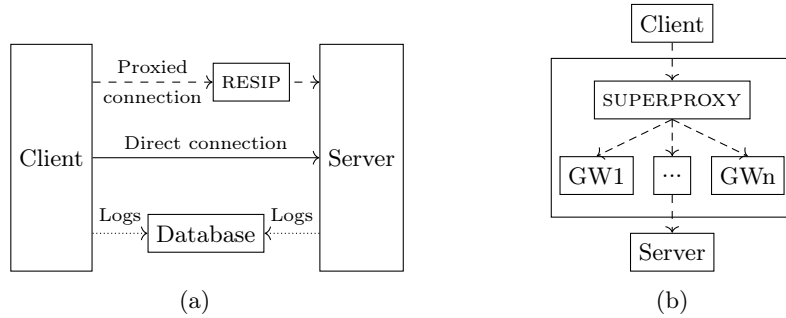 Client
Proxied
connection
RESIP
Direct connection
Server
Logs
Database
Logs
(a)
Client
SUPERPROXY
GW1
...
GWn
Server
(b)